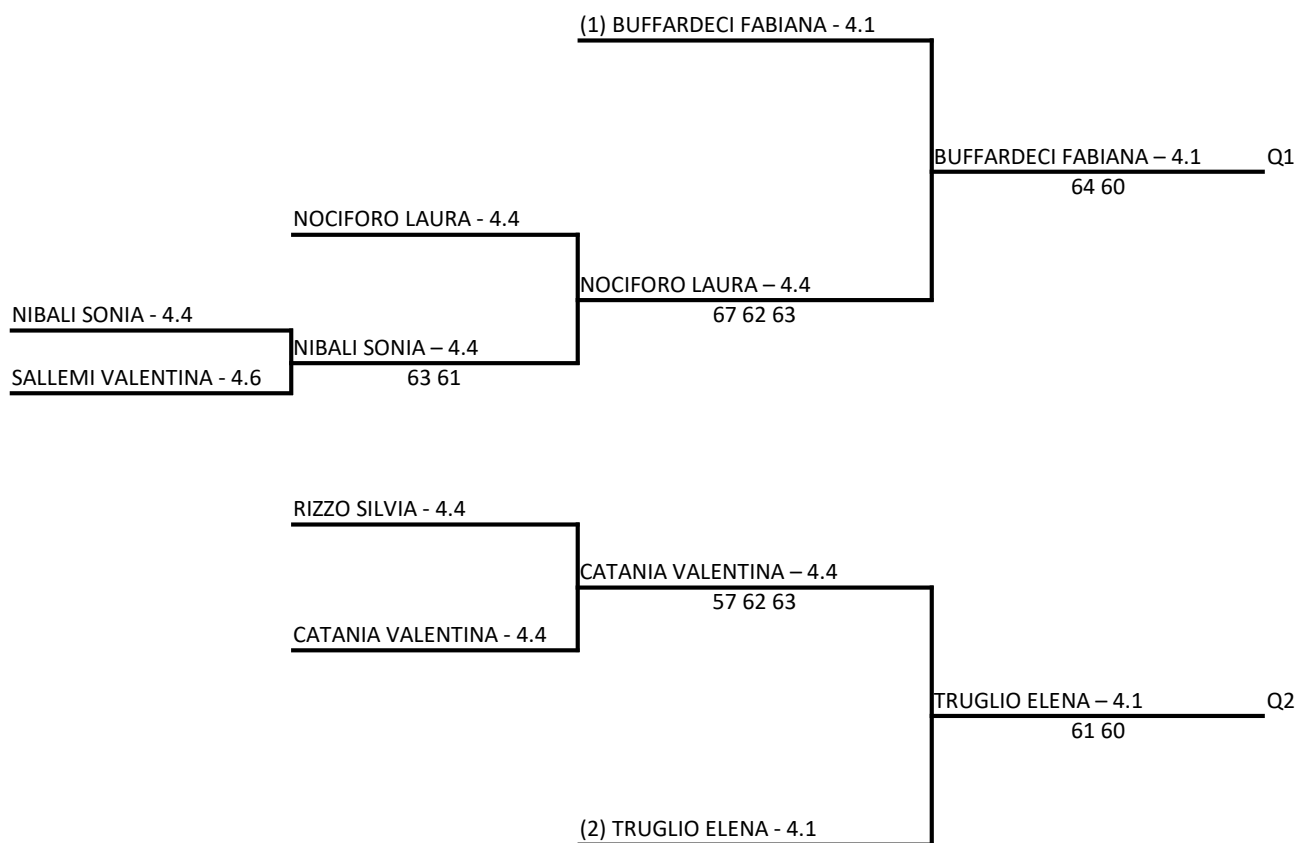 (1) BUFFARDECI FABIANA - 4.1
BUFFARDECI FABIANA – 4.1 Q1
64 60
NOCIFORO LAURA - 4.4
NOCIFORO LAURA – 4.4
67 62 63
NIBALI SONIA - 4.4
NIBALI SONIA – 4.4
63 61
SALLEMI VALENTINA - 4.6
RIZZO SILVIA - 4.4
CATANIA VALENTINA – 4.4
57 62 63
CATANIA VALENTINA - 4.4
TRUGLIO ELENA – 4.1 Q2
61 60
(2) TRUGLIO ELENA - 4.1